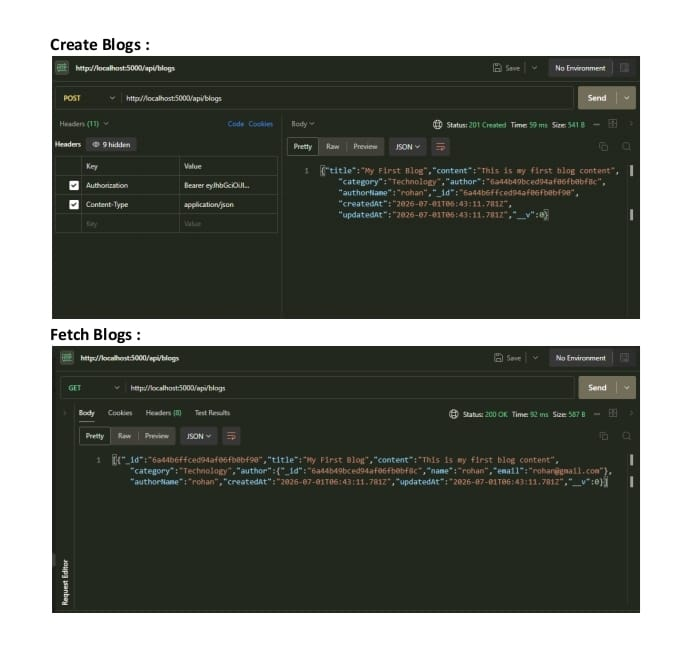 Create Blogs :
http://localhost:5000/api/blogs Save No Environment
POST http://localhost:5000/api/blogs Send
Headers (11) Code Cookies
Headers 9 hidden
Key Value
Authorization Bearer eyJhbGciOiJI...
Content-Type application/json
Key Value
Body Status: 201 Created Time: 59 ms Size: 541 B
Pretty Raw Preview JSON
1 {"title":"My First Blog","content":"This is my first blog content",
"category":"Technology","author":"6a44b49bced94af06fb0bf8c",
"authorName":"rohan","_id":"6a44b6ffced94af06fb0bf90",
"createdAt":"2026-07-01T06:43:11.781Z",
"updatedAt":"2026-07-01T06:43:11.781Z","__v":0}
Fetch Blogs :
http://localhost:5000/api/blogs Save No Environment
GET http://localhost:5000/api/blogs Send
Body Cookies Headers (8) Test Results Status: 200 OK Time: 92 ms Size: 587 B
Pretty Raw Preview JSON
1 [{"_id":"6a44b6ffced94af06fb0bf90","title":"My First Blog","content":"This is my first blog content",
"category":"Technology","author":{"_id":"6a44b49bced94af06fb0bf8c","name":"rohan","email":"rohan@gmail.com"},
"authorName":"rohan","createdAt":"2026-07-01T06:43:11.781Z","updatedAt":"2026-07-01T06:43:11.781Z","__v":0}]
Request Editor